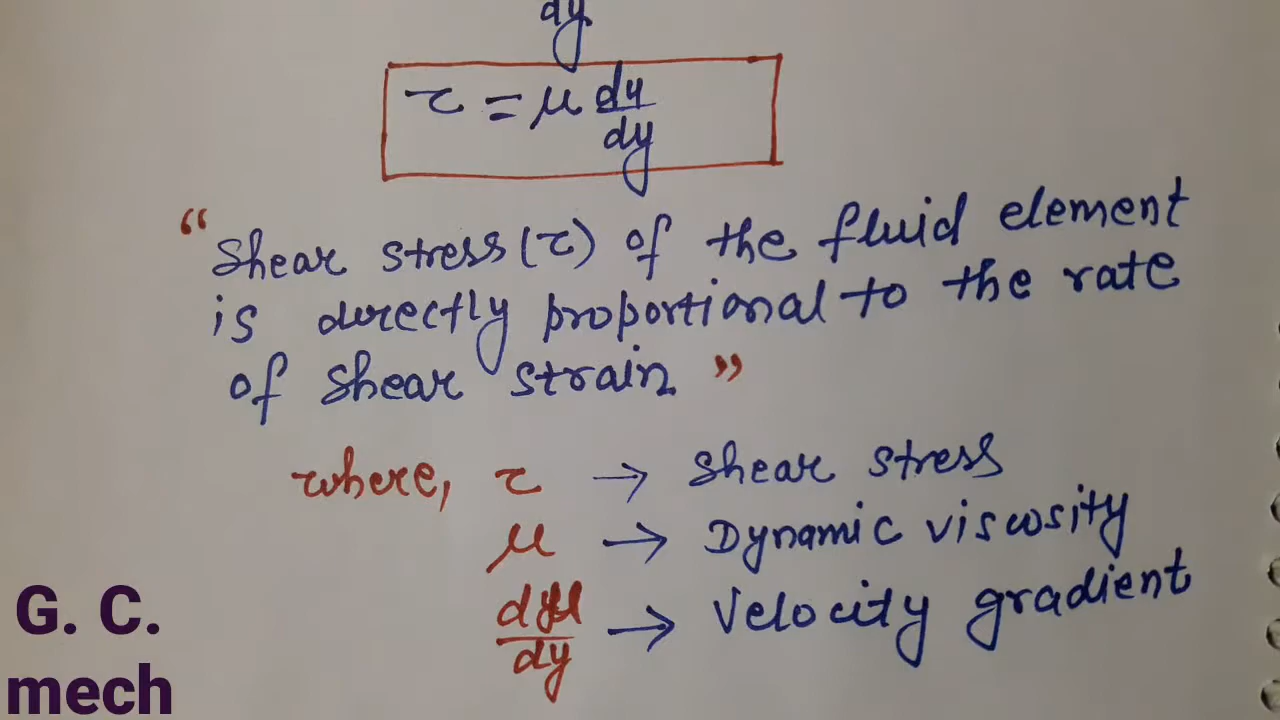 dy
τ = μ du
dy
“ Shear stress (τ) of the fluid element
is directly proportional to the rate
of shear strain ”
where, τ → Shear stress
μ → Dynamic viscosity
du
dy → Velocity gradient
G. C.
mech